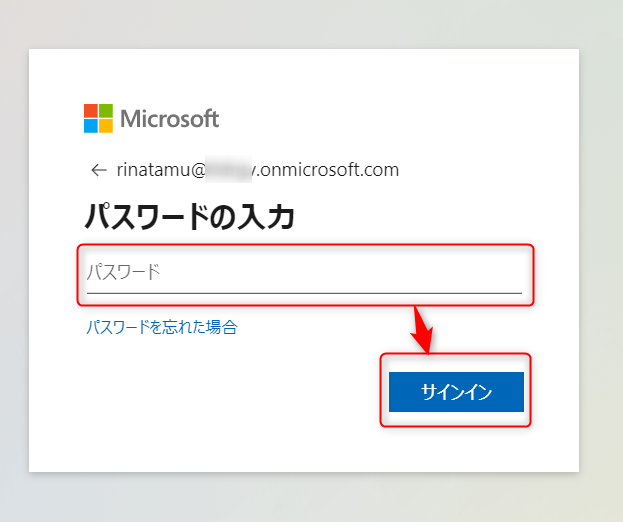 Microsoft
← rinatamu@ .onmicrosoft.com
パスワードの入力
パスワード
パスワードを忘れた場合
サインイン